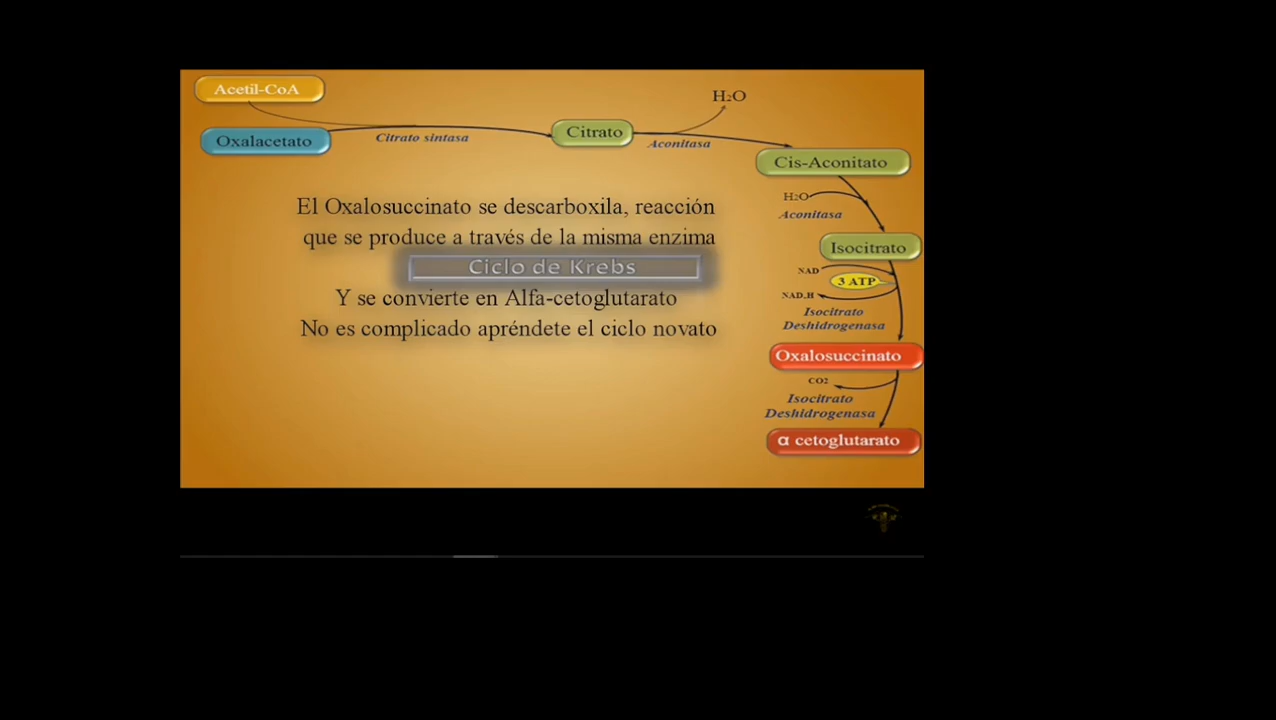 Acetil-CoA
Oxalacetato
Citrato sintasa
Citrato
H₂O
Aconitasa
Cis-Aconitato
H₂O
Aconitasa
Isocitrato
NAD
3 ATP
NAD.H
Isocitrato
Deshidrogenasa
Oxalosuccinato
CO2
Isocitrato
Deshidrogenasa
α cetoglutarato
El Oxalosuccinato se descarboxila, reacción
que se produce a través de la misma enzima
Ciclo de Krebs
Y se convierte en Alfa-cetoglutarato
No es complicado apréndete el ciclo novato